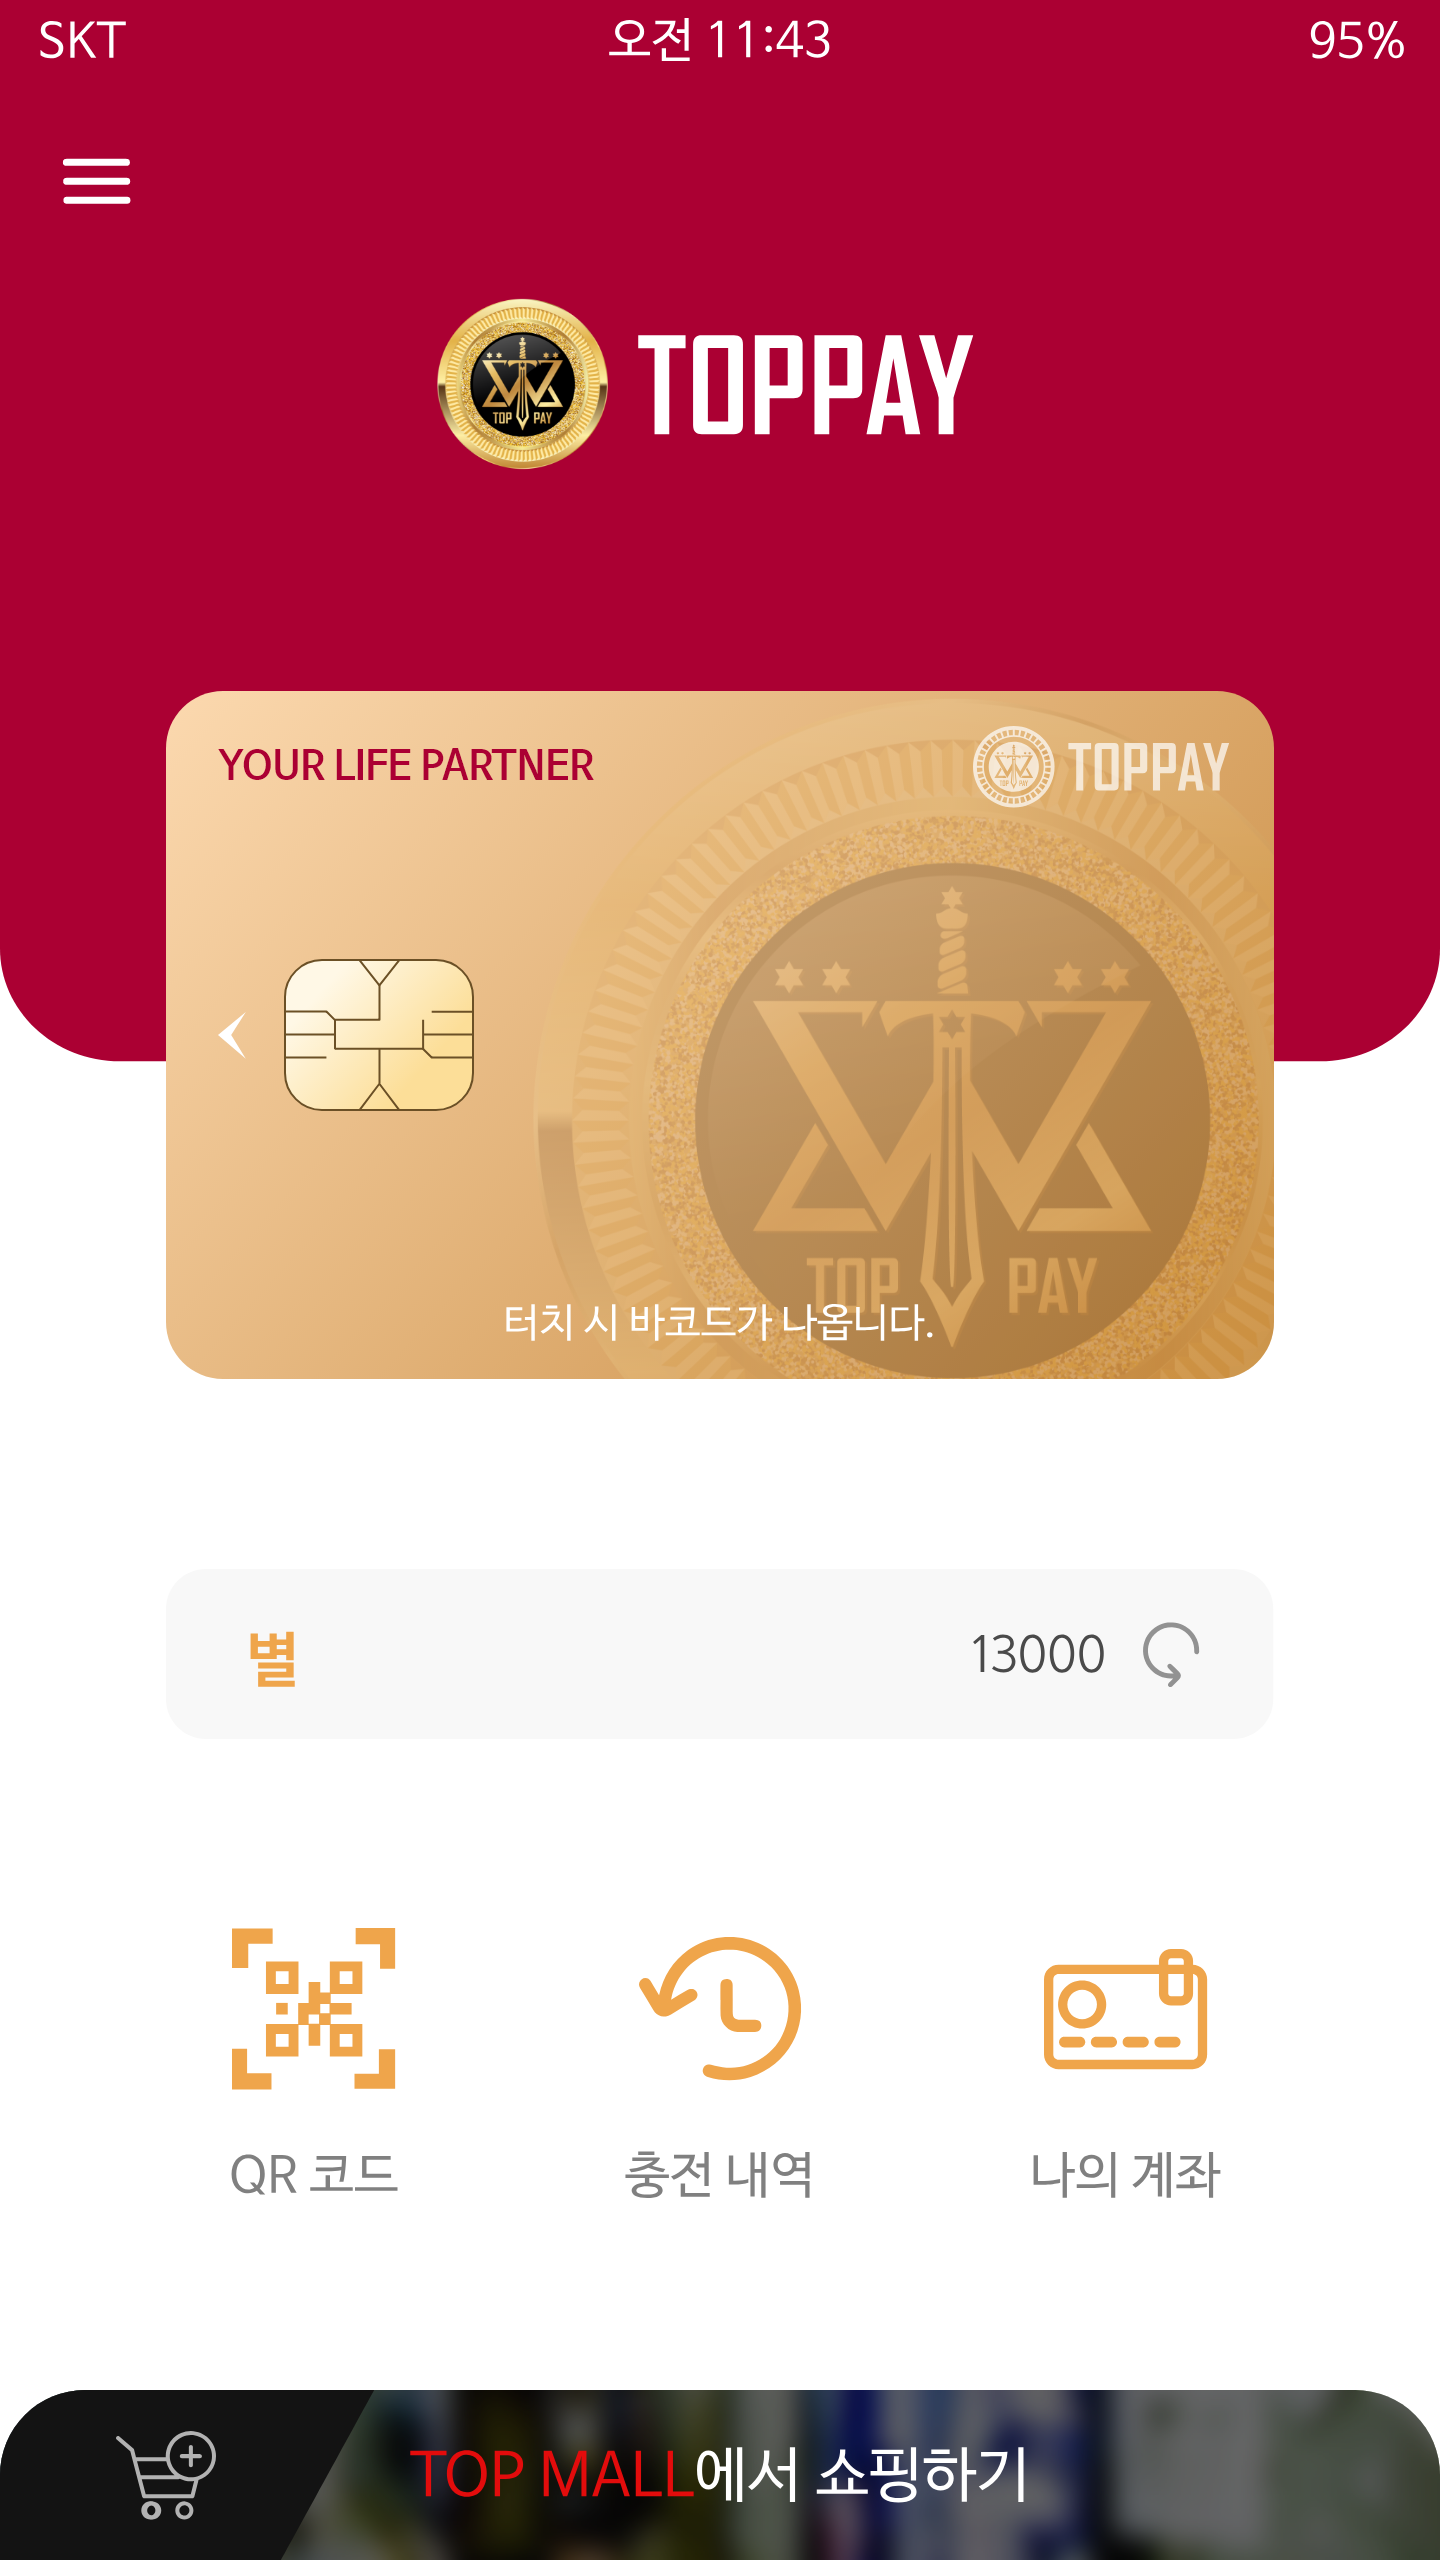 SKT 오전 11:43 95%
TOP PAY TOPPAY
YOUR LIFE PARTNER
TOP PAY TOPPAY
TOP PAY
터치 시 바코드가 나옵니다.
별 13000
QR 코드 충전 내역 나의 계좌
TOP MALL에서 쇼핑하기